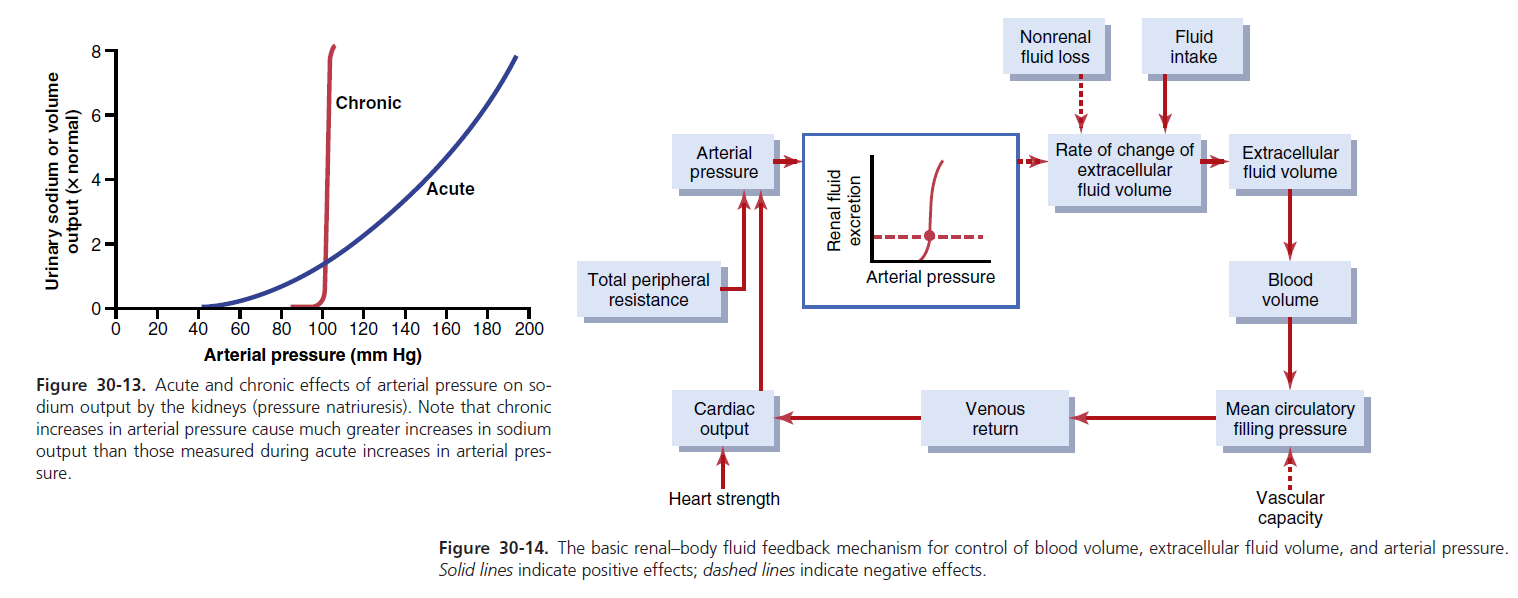 8
6
4
2
0
0 20 40 60 80 100 120 140 160 180 200
Urinary sodium or volume
output (× normal)
Chronic
Acute
Arterial pressure (mm Hg)
Figure 30-13. Acute and chronic effects of arterial pressure on so-
dium output by the kidneys (pressure natriuresis). Note that chronic
increases in arterial pressure cause much greater increases in sodium
output than those measured during acute increases in arterial pres-
sure.
Nonrenal
fluid loss
Fluid
intake
Arterial
pressure
Renal fluid
excretion
Arterial pressure
Rate of change of
extracellular
fluid volume
Extracellular
fluid volume
Total peripheral
resistance
Blood
volume
Cardiac
output
Venous
return
Mean circulatory
filling pressure
Heart strength
Vascular
capacity
Figure 30-14. The basic renal–body fluid feedback mechanism for control of blood volume, extracellular fluid volume, and arterial pressure.
Solid lines indicate positive effects; dashed lines indicate negative effects.